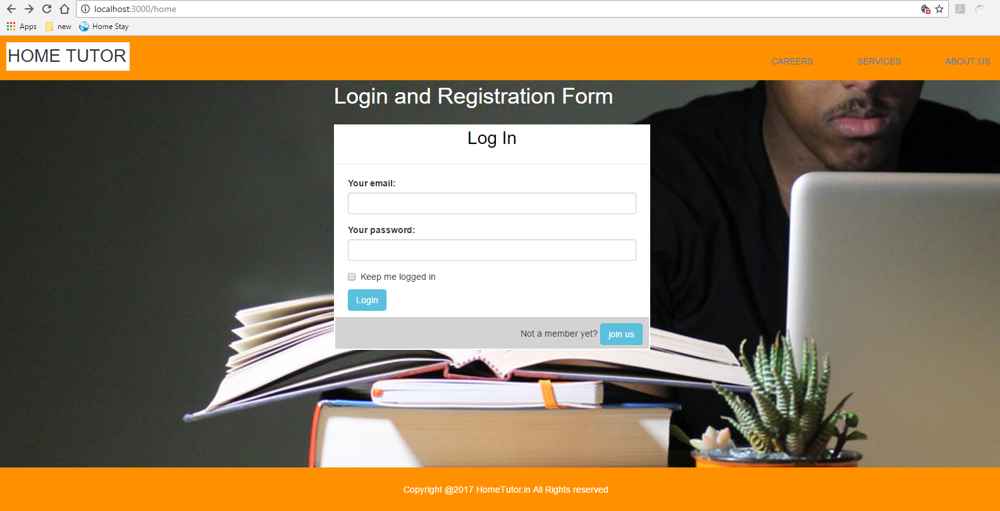 localhost:3000/home
Apps new Home Stay
HOME TUTOR
CAREERS SERVICES ABOUT US
Login and Registration Form
Log In
Your email:
Your password:
Keep me logged in
Login
Not a member yet? join us
Copyright @2017 HomeTutor.in All Rights reserved